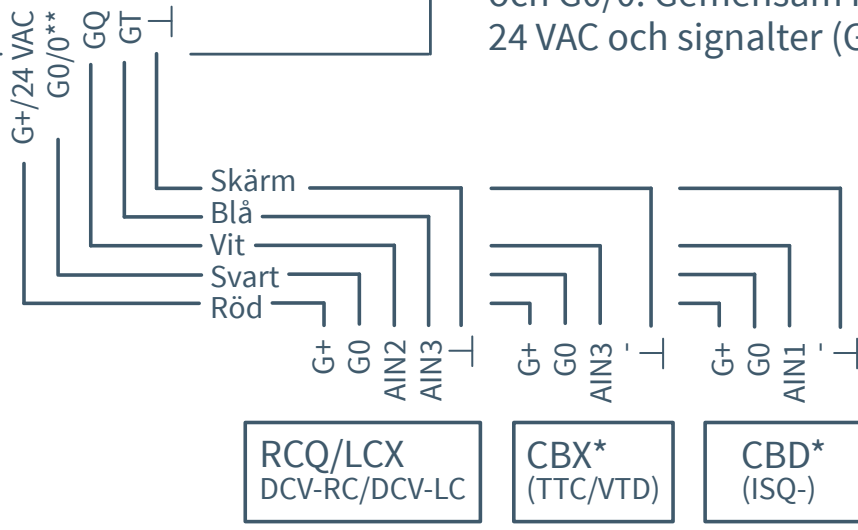 och G0/0. Gemensam
24 VAC och signalter (G
G+/24 VAC
G0/0**
GQ
GT
Skärm
Blå
Vit
Svart
Röd
G+
G0
AIN2
AIN3
G+
G0
AIN3
-
G+
G0
AIN1
-
RCQ/LCX
DCV-RC/DCV-LC
CBX*
(TTC/VTD)
CBD*
(ISQ-)